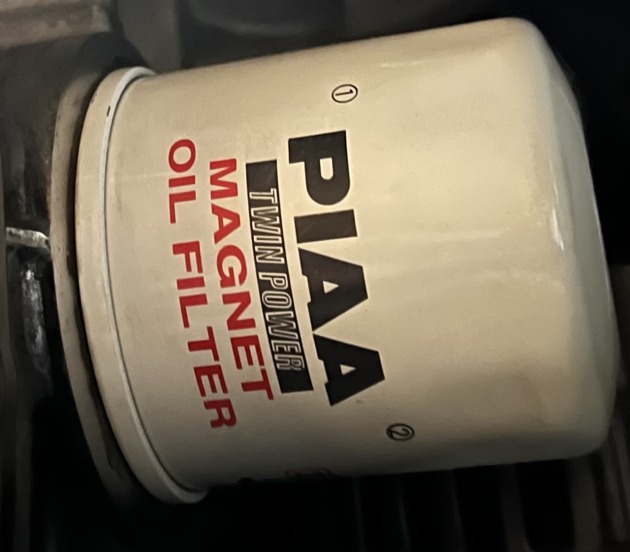 ① ②
PIAA
TWIN POWER
MAGNET
OIL FILTER